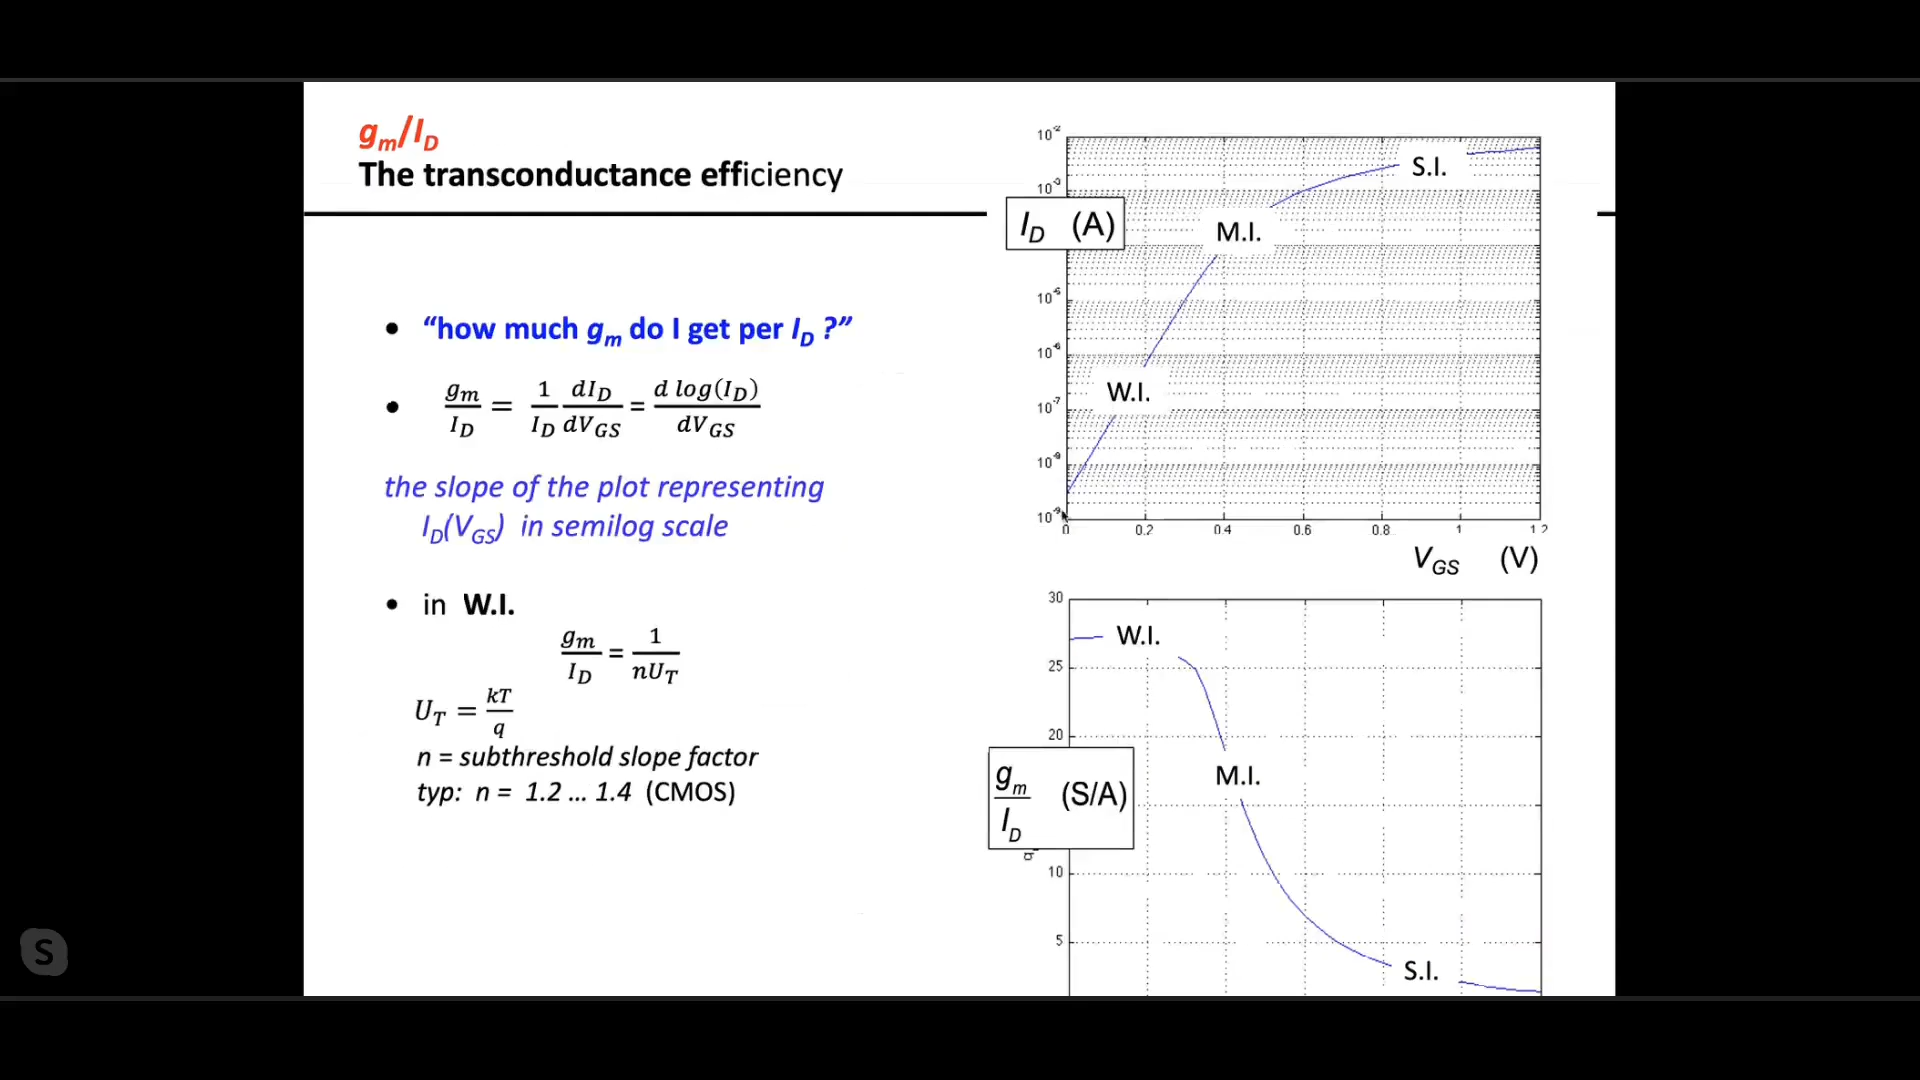 g_m/I_D
The transconductance efficiency
• “how much g_m do I get per I_D ?”
• g_m/I_D = 1/I_D dI_D/dV_GS = d log(I_D)/dV_GS
the slope of the plot representing
I_D(V_GS) in semilog scale
• in W.I.
g_m/I_D = 1/nU_T
U_T = kT/q
n = subthreshold slope factor
typ: n = 1.2 ... 1.4 (CMOS)
10^-2
S.I.
10^-3
I_D (A)
M.I.
10^-5
10^-6
W.I.
10^-7
10^-9
10^-9
0 0.2 0.4 0.6 0.8 1 1 2
V_GS (V)
30
W.I.
25
20
g_m/I_D (S/A)
M.I.
10
5
S.I.
S